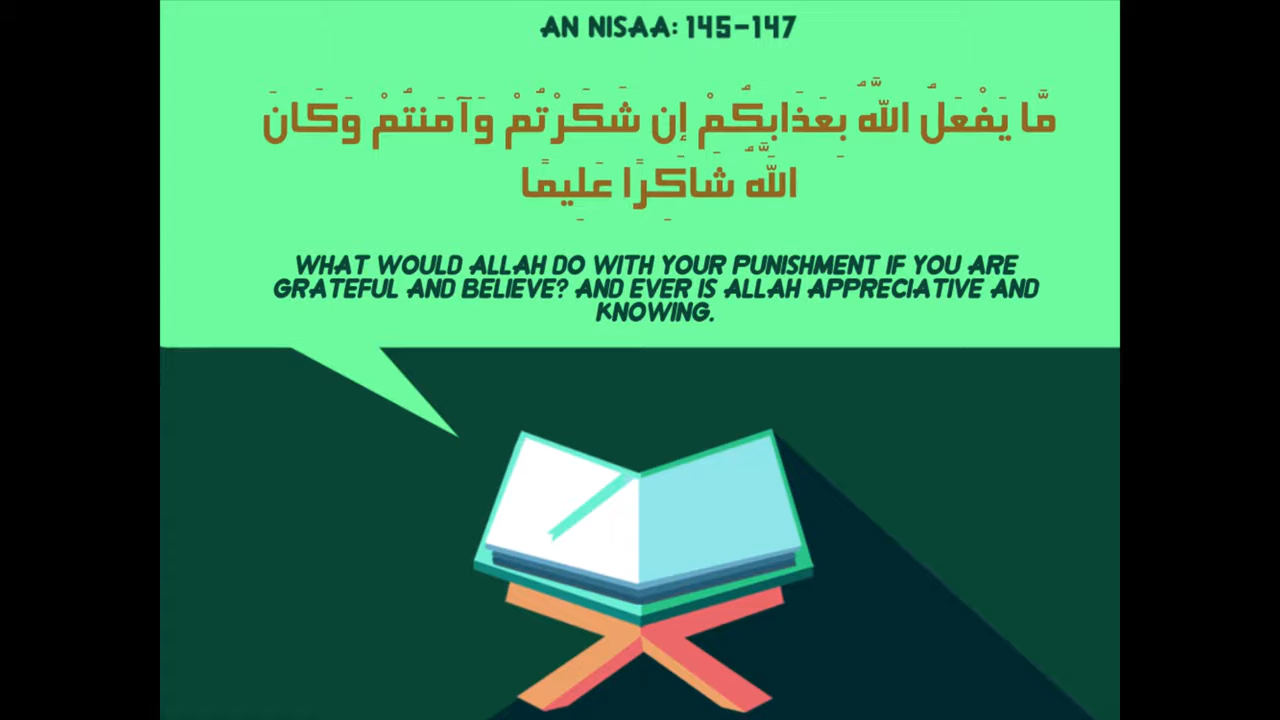 AN NISAA: 145-147
مَّا يَفْعَلُ اللَّهُ بِعَذَابِكُمْ إِن شَكَرْتُمْ وَآمَنتُمْ وَكَانَ
اللَّهُ شَاكِرًا عَلِيمًا
WHAT WOULD ALLAH DO WITH YOUR PUNISHMENT IF YOU ARE
GRATEFUL AND BELIEVE? AND EVER IS ALLAH APPRECIATIVE AND
KNOWING.